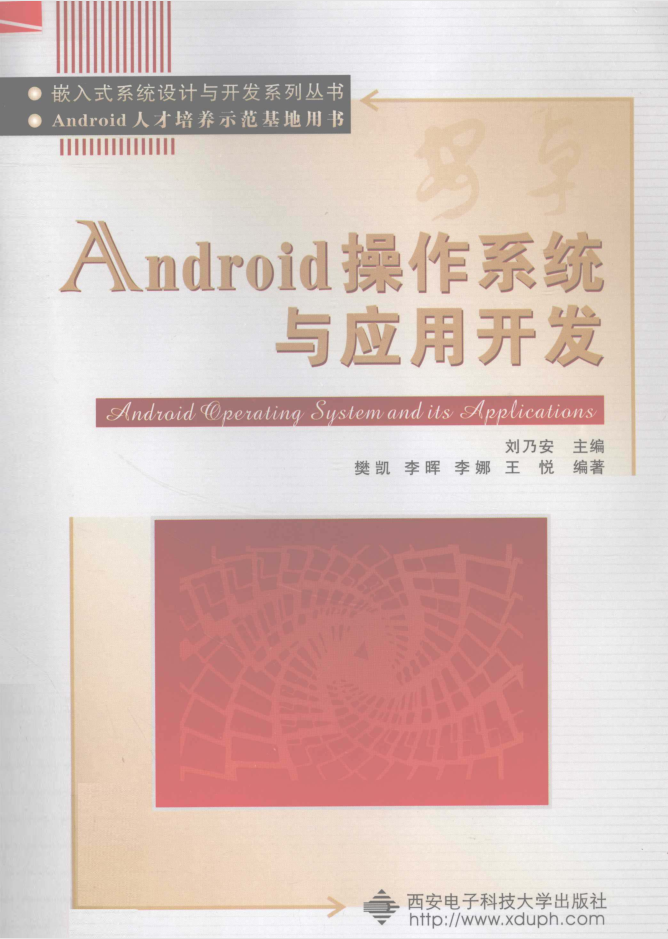 嵌入式系统设计与开发系列丛书
Android人才培养示范基地用书
安卓
Android操作系统
与应用开发
Android Operating System and its Applications
刘乃安 主编
樊凯 李晖 李娜 王悦 编著
西安电子科技大学出版社
http://www.xduph.com